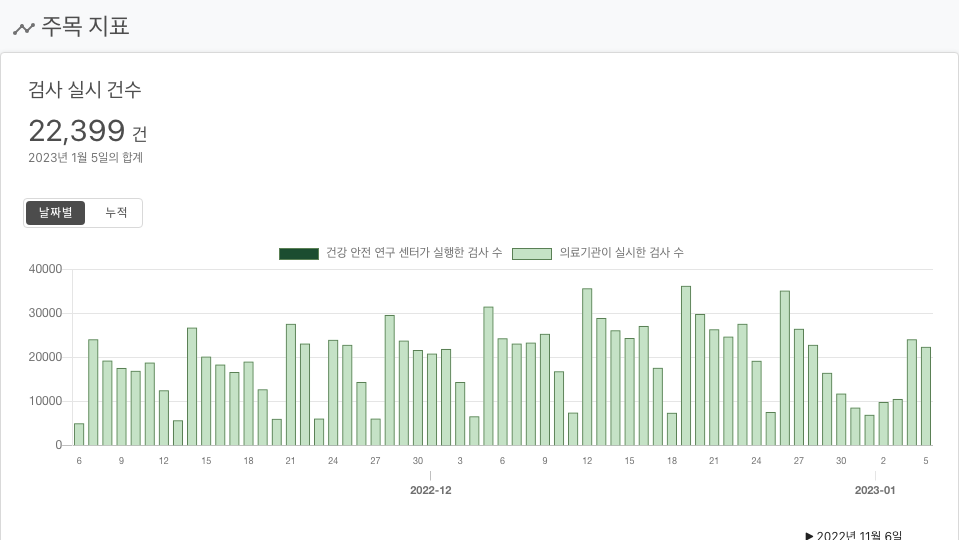 주목 지표
검사 실시 건수
22,399 건
2023년 1월 5일의 합계
날짜별 누적
건강 안전 연구 센터가 실행한 검사 수 의료기관이 실시한 검사 수
40000
30000
20000
10000
0
6 9 12 15 18 21 24 27 30 3 6 9 12 15 18 21 24 27 30 2 5
2022-12 2023-01
▶ 2022년 11월 6일